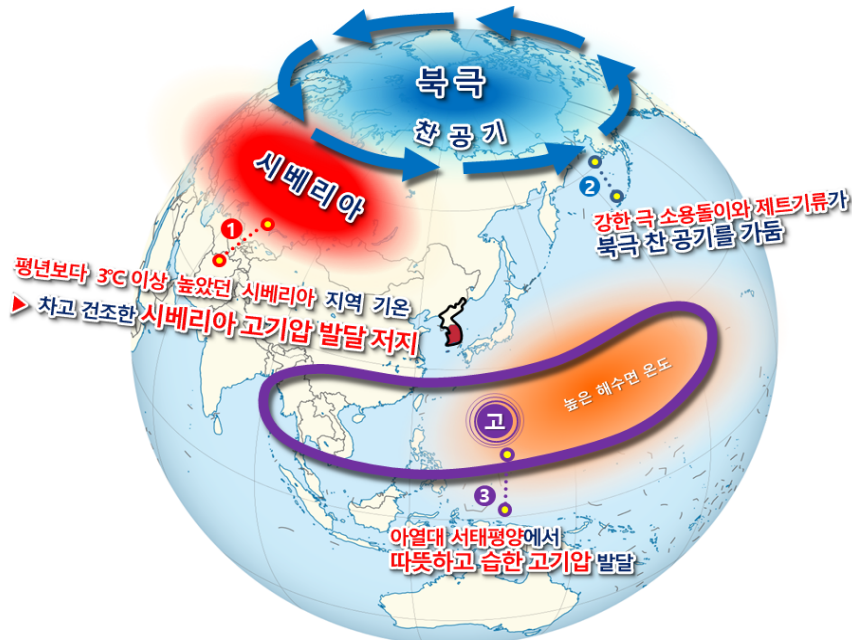 북극
찬 공기
시베리아
1
2
강한 극 소용돌이와 제트기류가
북극 찬 공기를 가둠
평년보다 3℃ 이상 높았던 시베리아 지역 기온
▶ 차고 건조한 시베리아 고기압 발달 저지
높은 해수면 온도
고
3
아열대 서태평양에서
따뜻하고 습한 고기압 발달